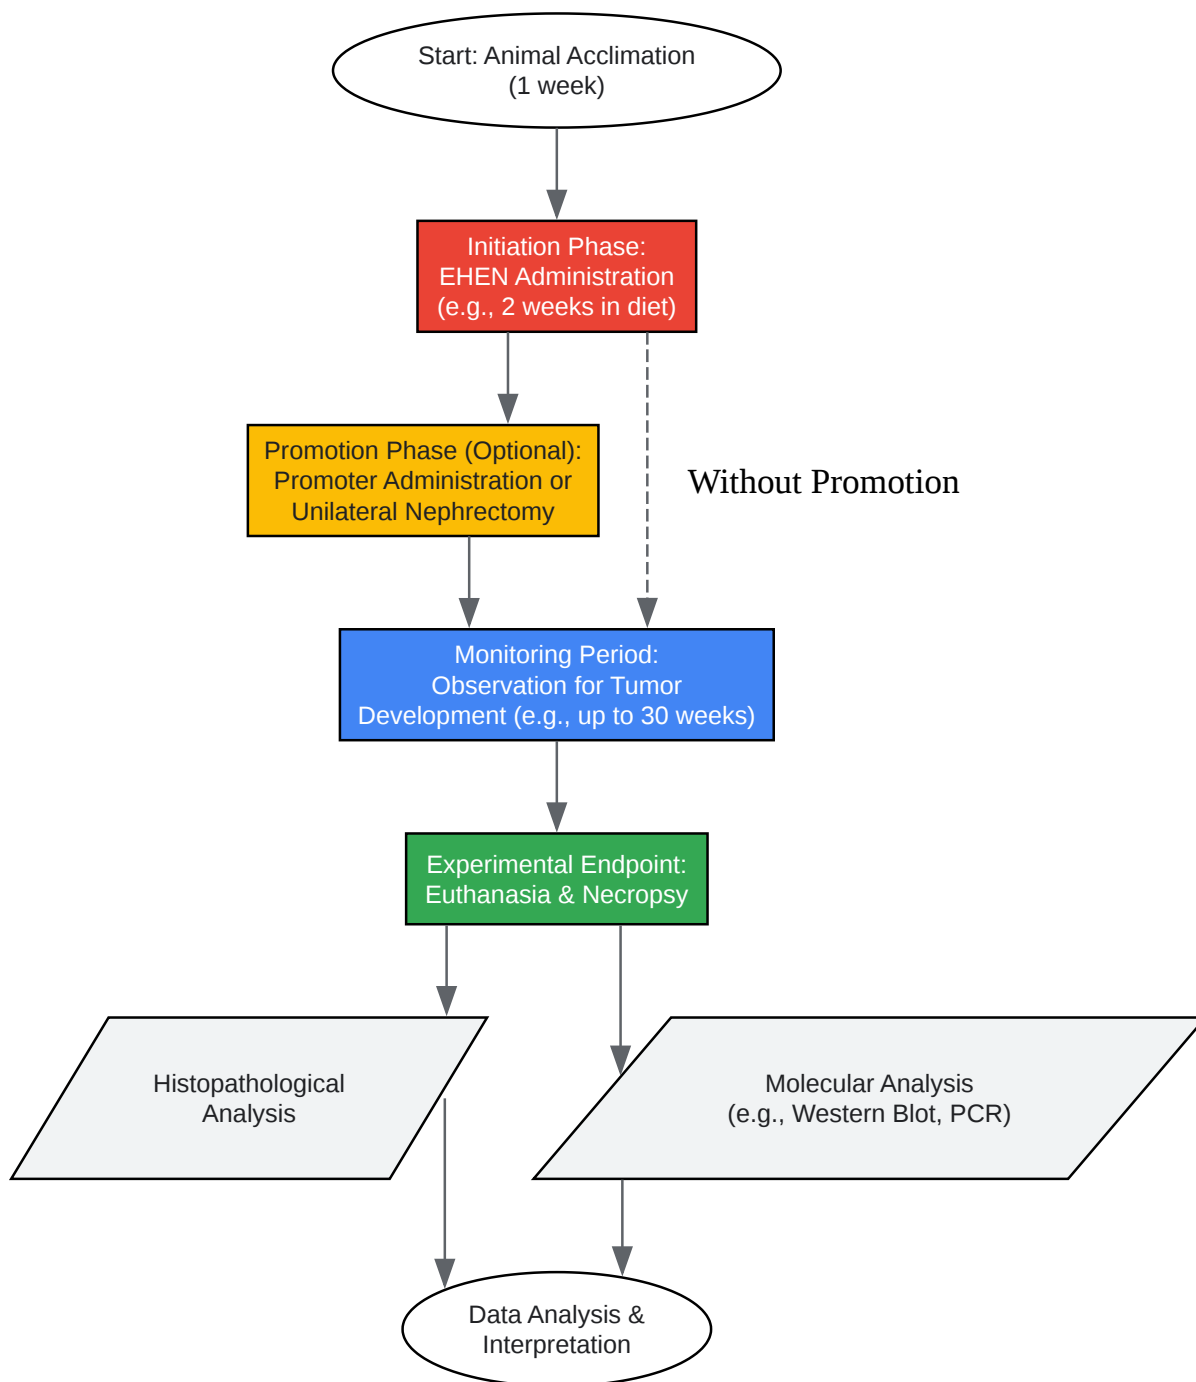 Start: Animal Acclimation
(1 week)
Initiation Phase:
EHEN Administration
(e.g., 2 weeks in diet)
Promotion Phase (Optional):
Promoter Administration or
Unilateral Nephrectomy
Without Promotion
Monitoring Period:
Observation for Tumor
Development (e.g., up to 30 weeks)
Experimental Endpoint:
Euthanasia & Necropsy
Histopathological
Analysis
Molecular Analysis
(e.g., Western Blot, PCR)
Data Analysis &
Interpretation